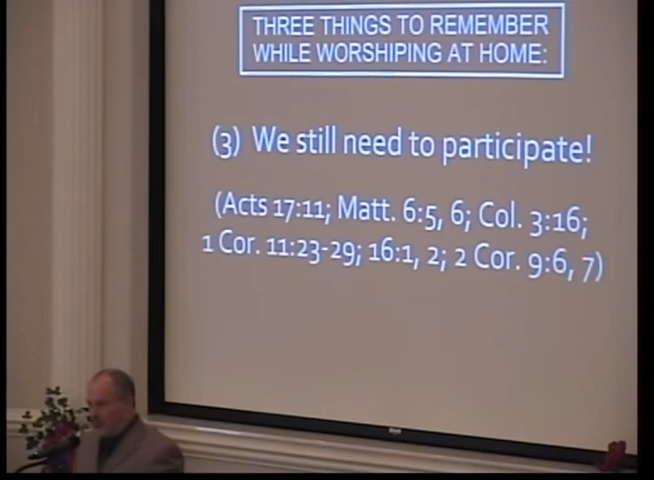 THREE THINGS TO REMEMBER
WHILE WORSHIPING AT HOME:
(3) We still need to participate!
(Acts 17:11; Matt. 6:5, 6; Col. 3:16;
1 Cor. 11:23-29; 16:1, 2; 2 Cor. 9:6, 7)